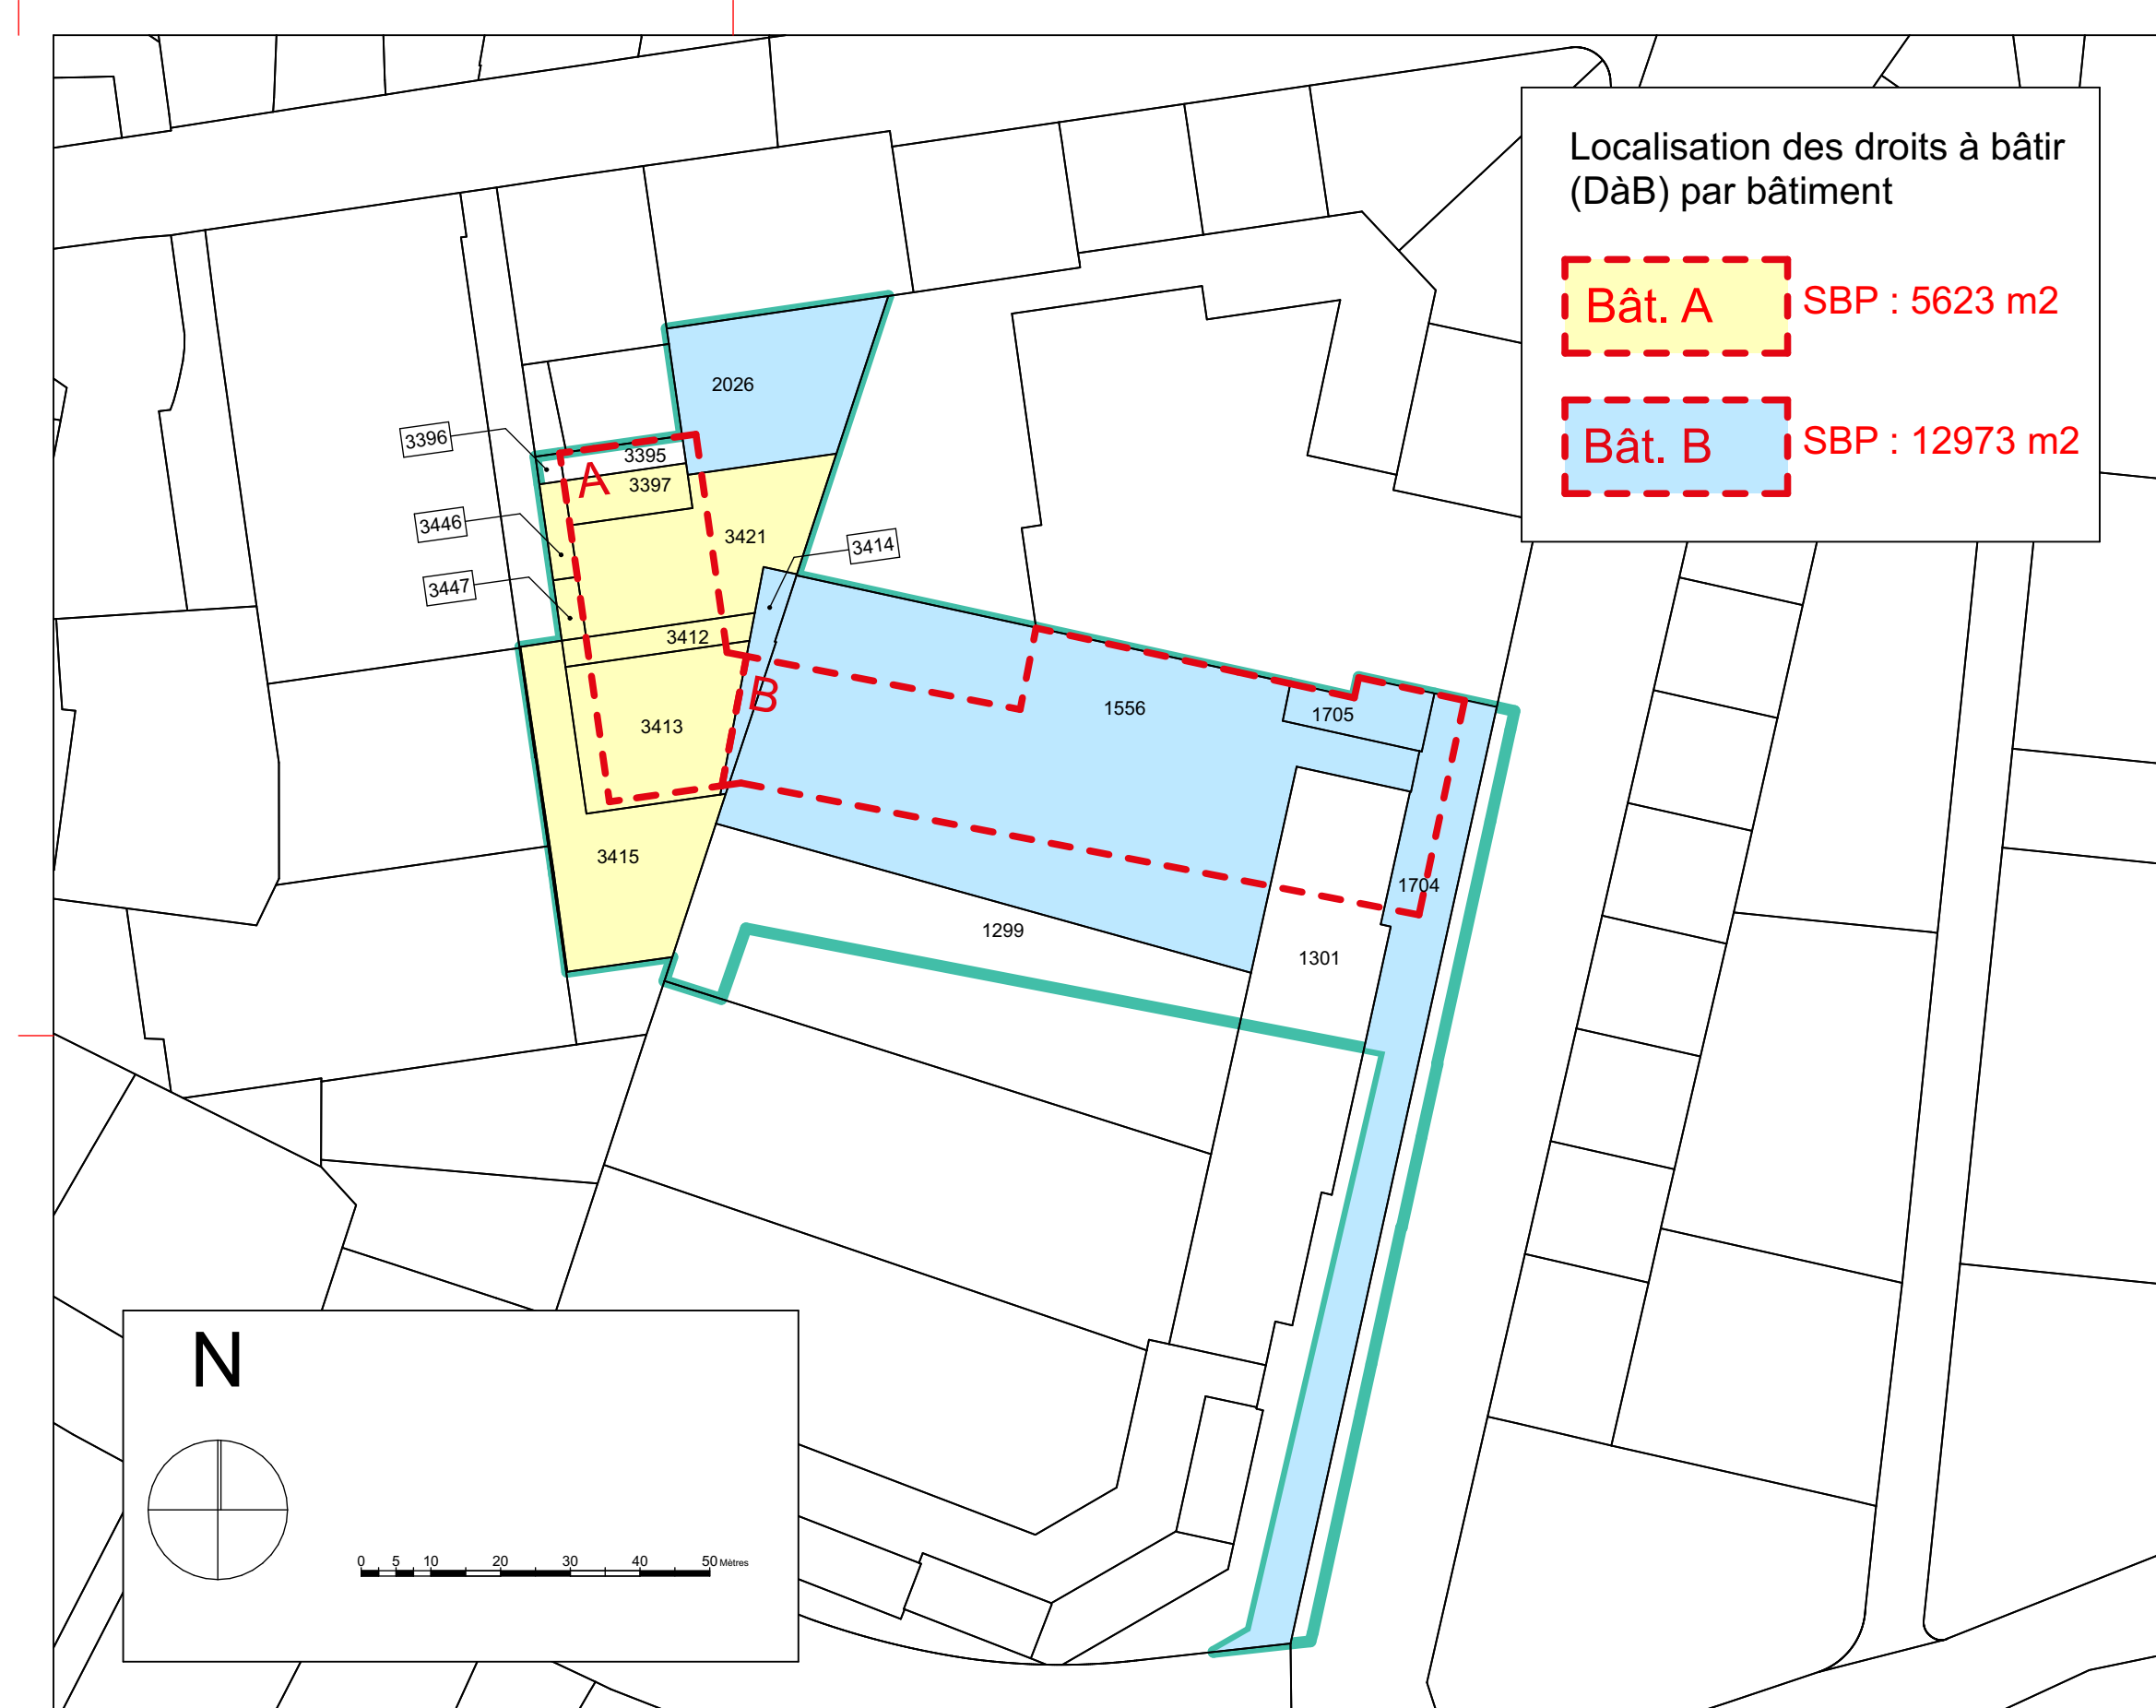 Localisation des droits à bâtir
(DàB) par bâtiment
Bât. A SBP : 5623 m2
Bât. B SBP : 12973 m2
2026
3396
3395
A
3397
3446
3421
3414
3447
3412
B
3413
1556
1705
3415
1704
1299
1301
N
0 5 10 20 30 40 50 Mètres